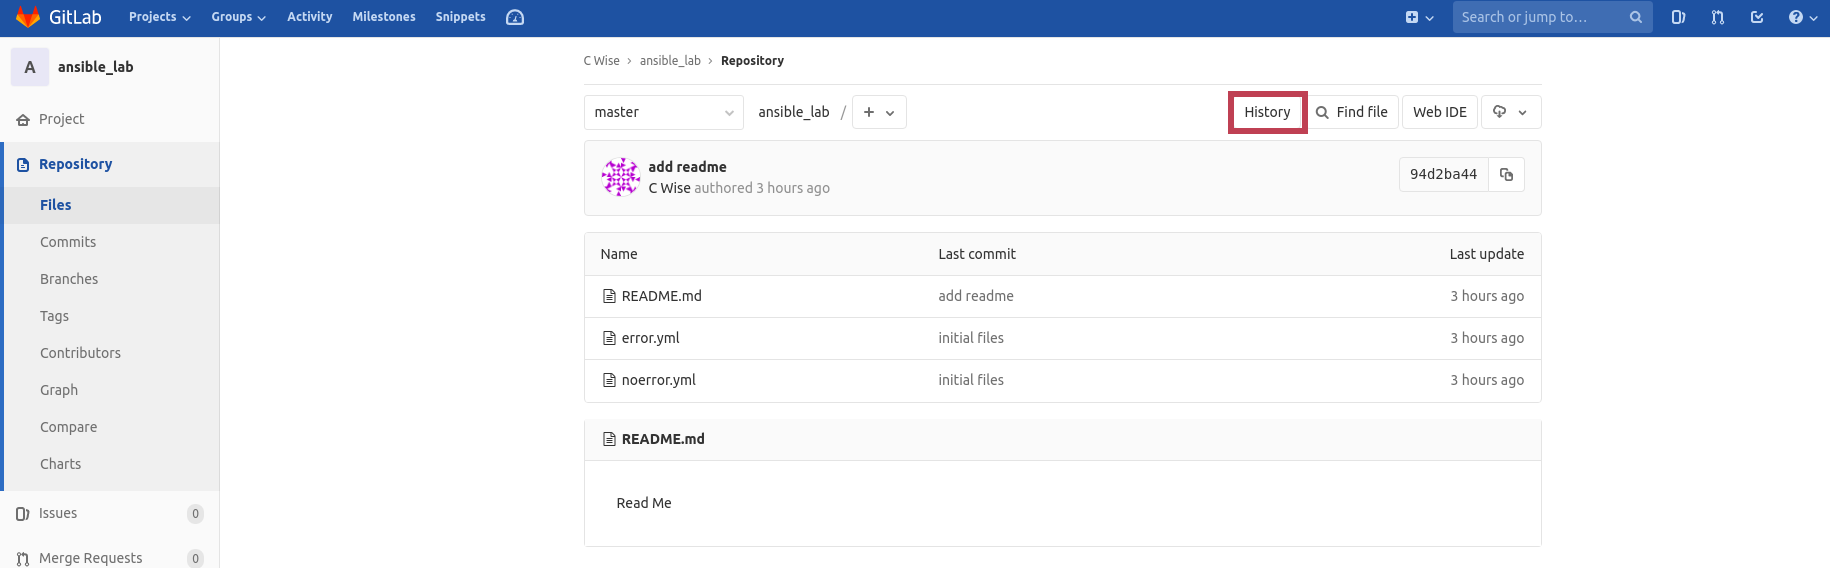 GitLab Projects Groups Activity Milestones Snippets Search or jump to...
A ansible_lab
Project
Repository
Files
Commits
Branches
Tags
Contributors
Graph
Compare
Charts
Issues 0
Merge Requests 0
C Wise › ansible_lab › Repository
master ansible_lab / + History Find file Web IDE
add readme
C Wise authored 3 hours ago 94d2ba44
Name Last commit Last update
README.md add readme 3 hours ago
error.yml initial files 3 hours ago
noerror.yml initial files 3 hours ago
README.md
Read Me